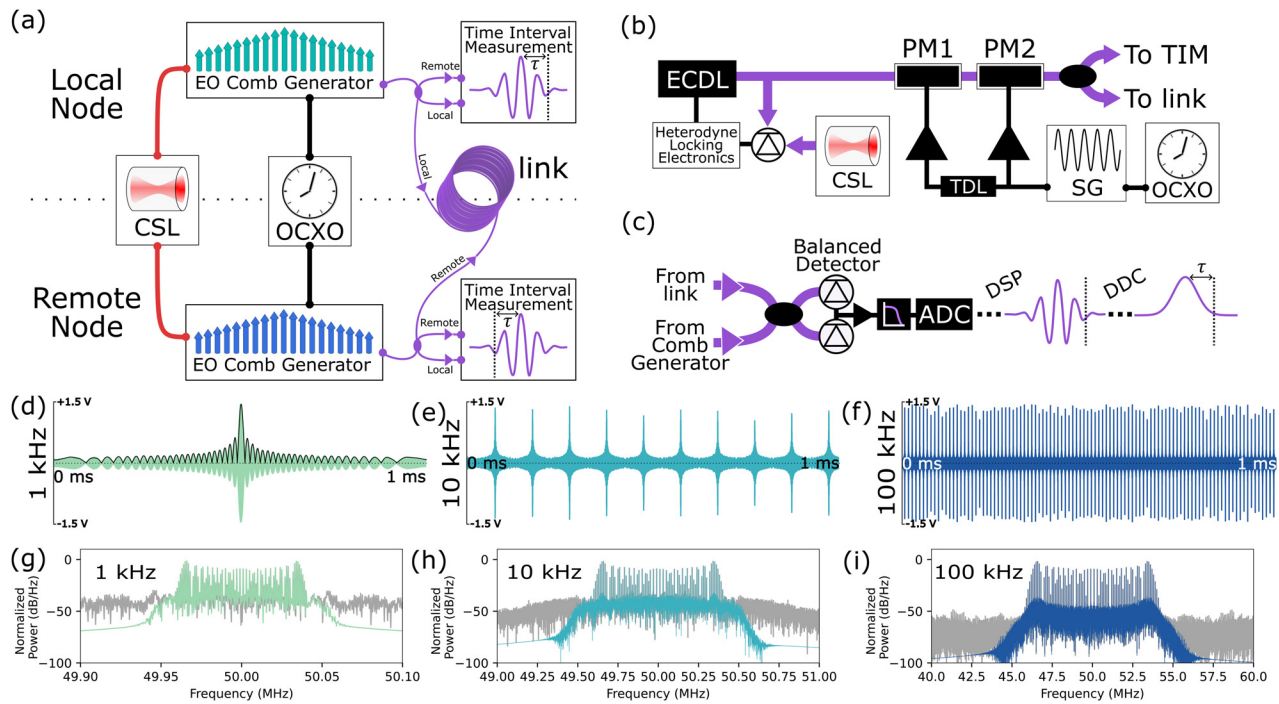 (a)
Local
Node
EO Comb Generator
Time Interval
Measurement
τ
Remote
Local
Local
link
CSL
OCXO
Remote
Remote
Node
EO Comb Generator
Time Interval
Measurement
τ
Remote
Local
(b)
ECDL
PM1
PM2
To TIM
To link
Heterodyne
Locking
Electronics
CSL
TDL
SG
OCXO
(c)
From
link
From
Comb
Generator
Balanced
Detector
ADC
DSP
DDC
τ
(d)
1 kHz
+1.5 V
0 ms
1 ms
-1.5 V
(e)
10 kHz
+1.5 V
0 ms
1 ms
-1.5 V
(f)
100 kHz
+1.5 V
0 ms
1 ms
-1.5 V
(g)
1 kHz
Normalized
Power (dB/Hz)
0
−50
−100
49.90
49.95
50.00
50.05
50.10
Frequency (MHz)
(h)
10 kHz
Normalized
Power (dB/Hz)
0
−50
−100
49.00
49.25
49.50
49.75
50.00
50.25
50.50
50.75
51.00
Frequency (MHz)
(i)
100 kHz
Normalized
Power (dB/Hz)
0
−50
−100
40.0
42.5
45.0
47.5
50.0
52.5
55.0
57.5
60.0
Frequency (MHz)